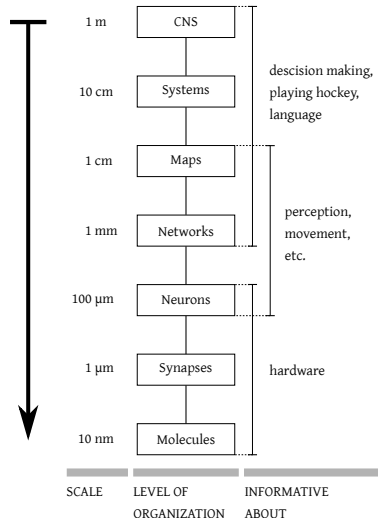 1 m
CNS
10 cm
Systems
descision making,
playing hockey,
language
1 cm
Maps
1 mm
Networks
perception,
movement,
etc.
100 μm
Neurons
1 μm
Synapses
hardware
10 nm
Molecules
SCALE
LEVEL OF
ORGANIZATION
INFORMATIVE
ABOUT